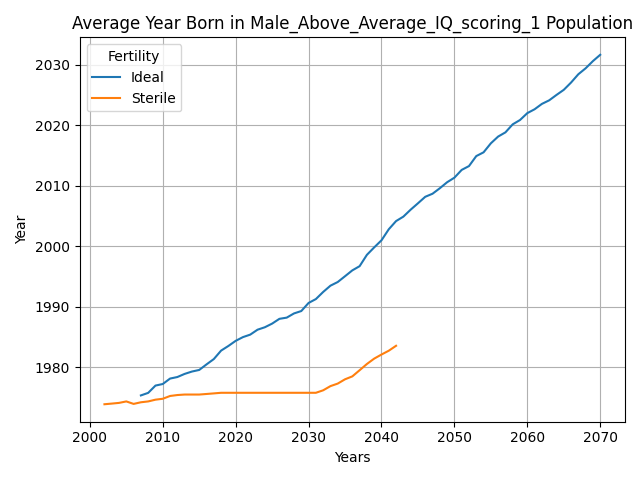 Average Year Born in Male_Above_Average_IQ_scoring_1 Population
Fertility
Ideal
Sterile
2030
2020
2010
2000
1990
1980
Year
2000 2010 2020 2030 2040 2050 2060 2070
Years